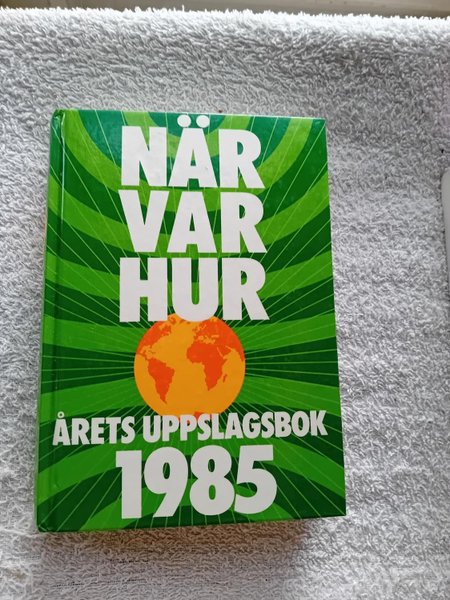 NÄR
VAR
HUR
ÅRETS UPPSLAGSBOK
1985